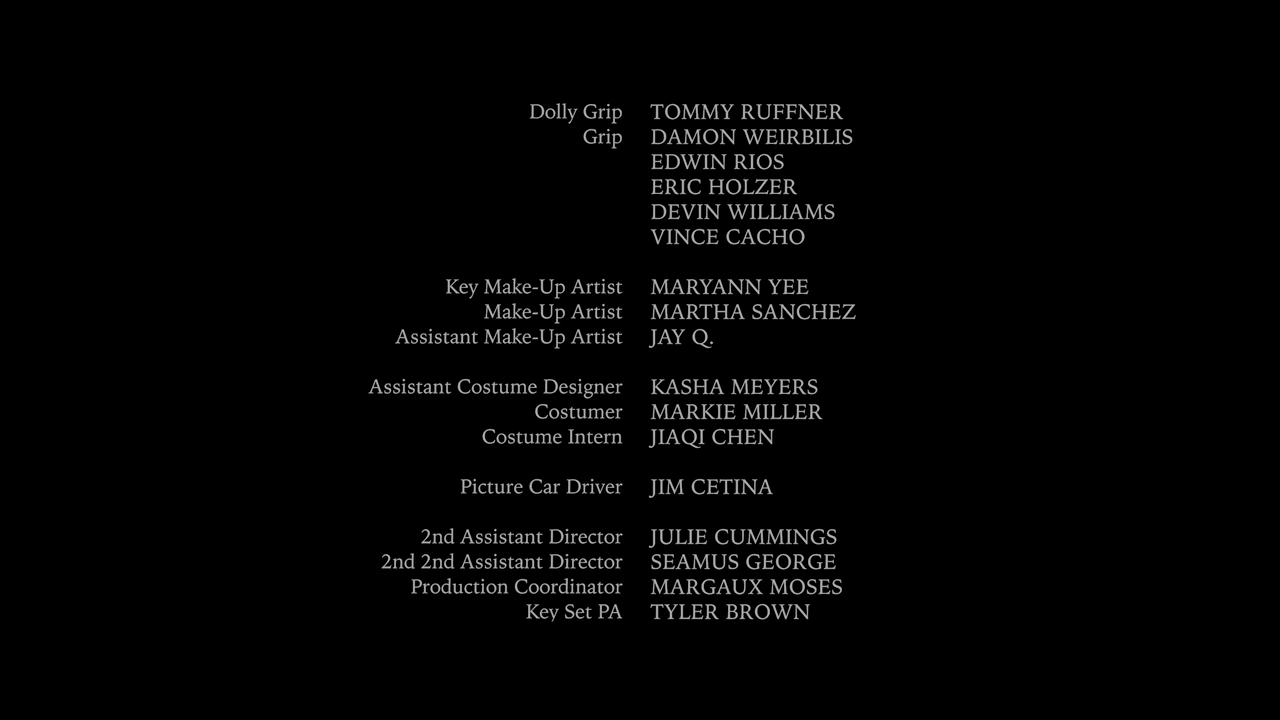 Dolly Grip TOMMY RUFFNER
Grip DAMON WEIRBILIS
EDWIN RIOS
ERIC HOLZER
DEVIN WILLIAMS
VINCE CACHO
Key Make-Up Artist MARYANN YEE
Make-Up Artist MARTHA SANCHEZ
Assistant Make-Up Artist JAY Q.
Assistant Costume Designer KASHA MEYERS
Costumer MARKIE MILLER
Costume Intern JIAQI CHEN
Picture Car Driver JIM CETINA
2nd Assistant Director JULIE CUMMINGS
2nd 2nd Assistant Director SEAMUS GEORGE
Production Coordinator MARGAUX MOSES
Key Set PA TYLER BROWN